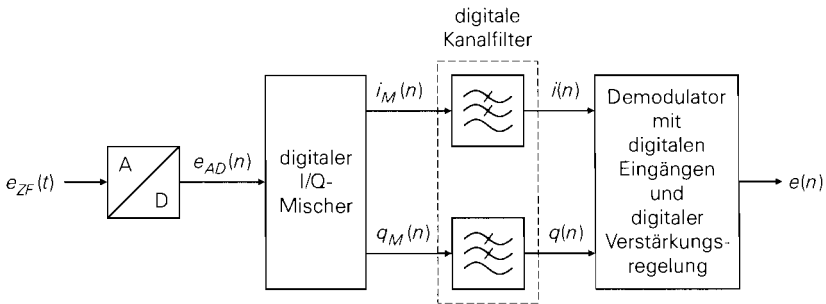 digitale
Kanalfilter
e_ZF(t)
A
D
e_AD(n)
digitaler
I/Q-
Mischer
i_M(n)
q_M(n)
i(n)
q(n)
Demodulator
mit
digitalen
Eingängen
und
digitaler
Verstärkungs-
regelung
e(n)